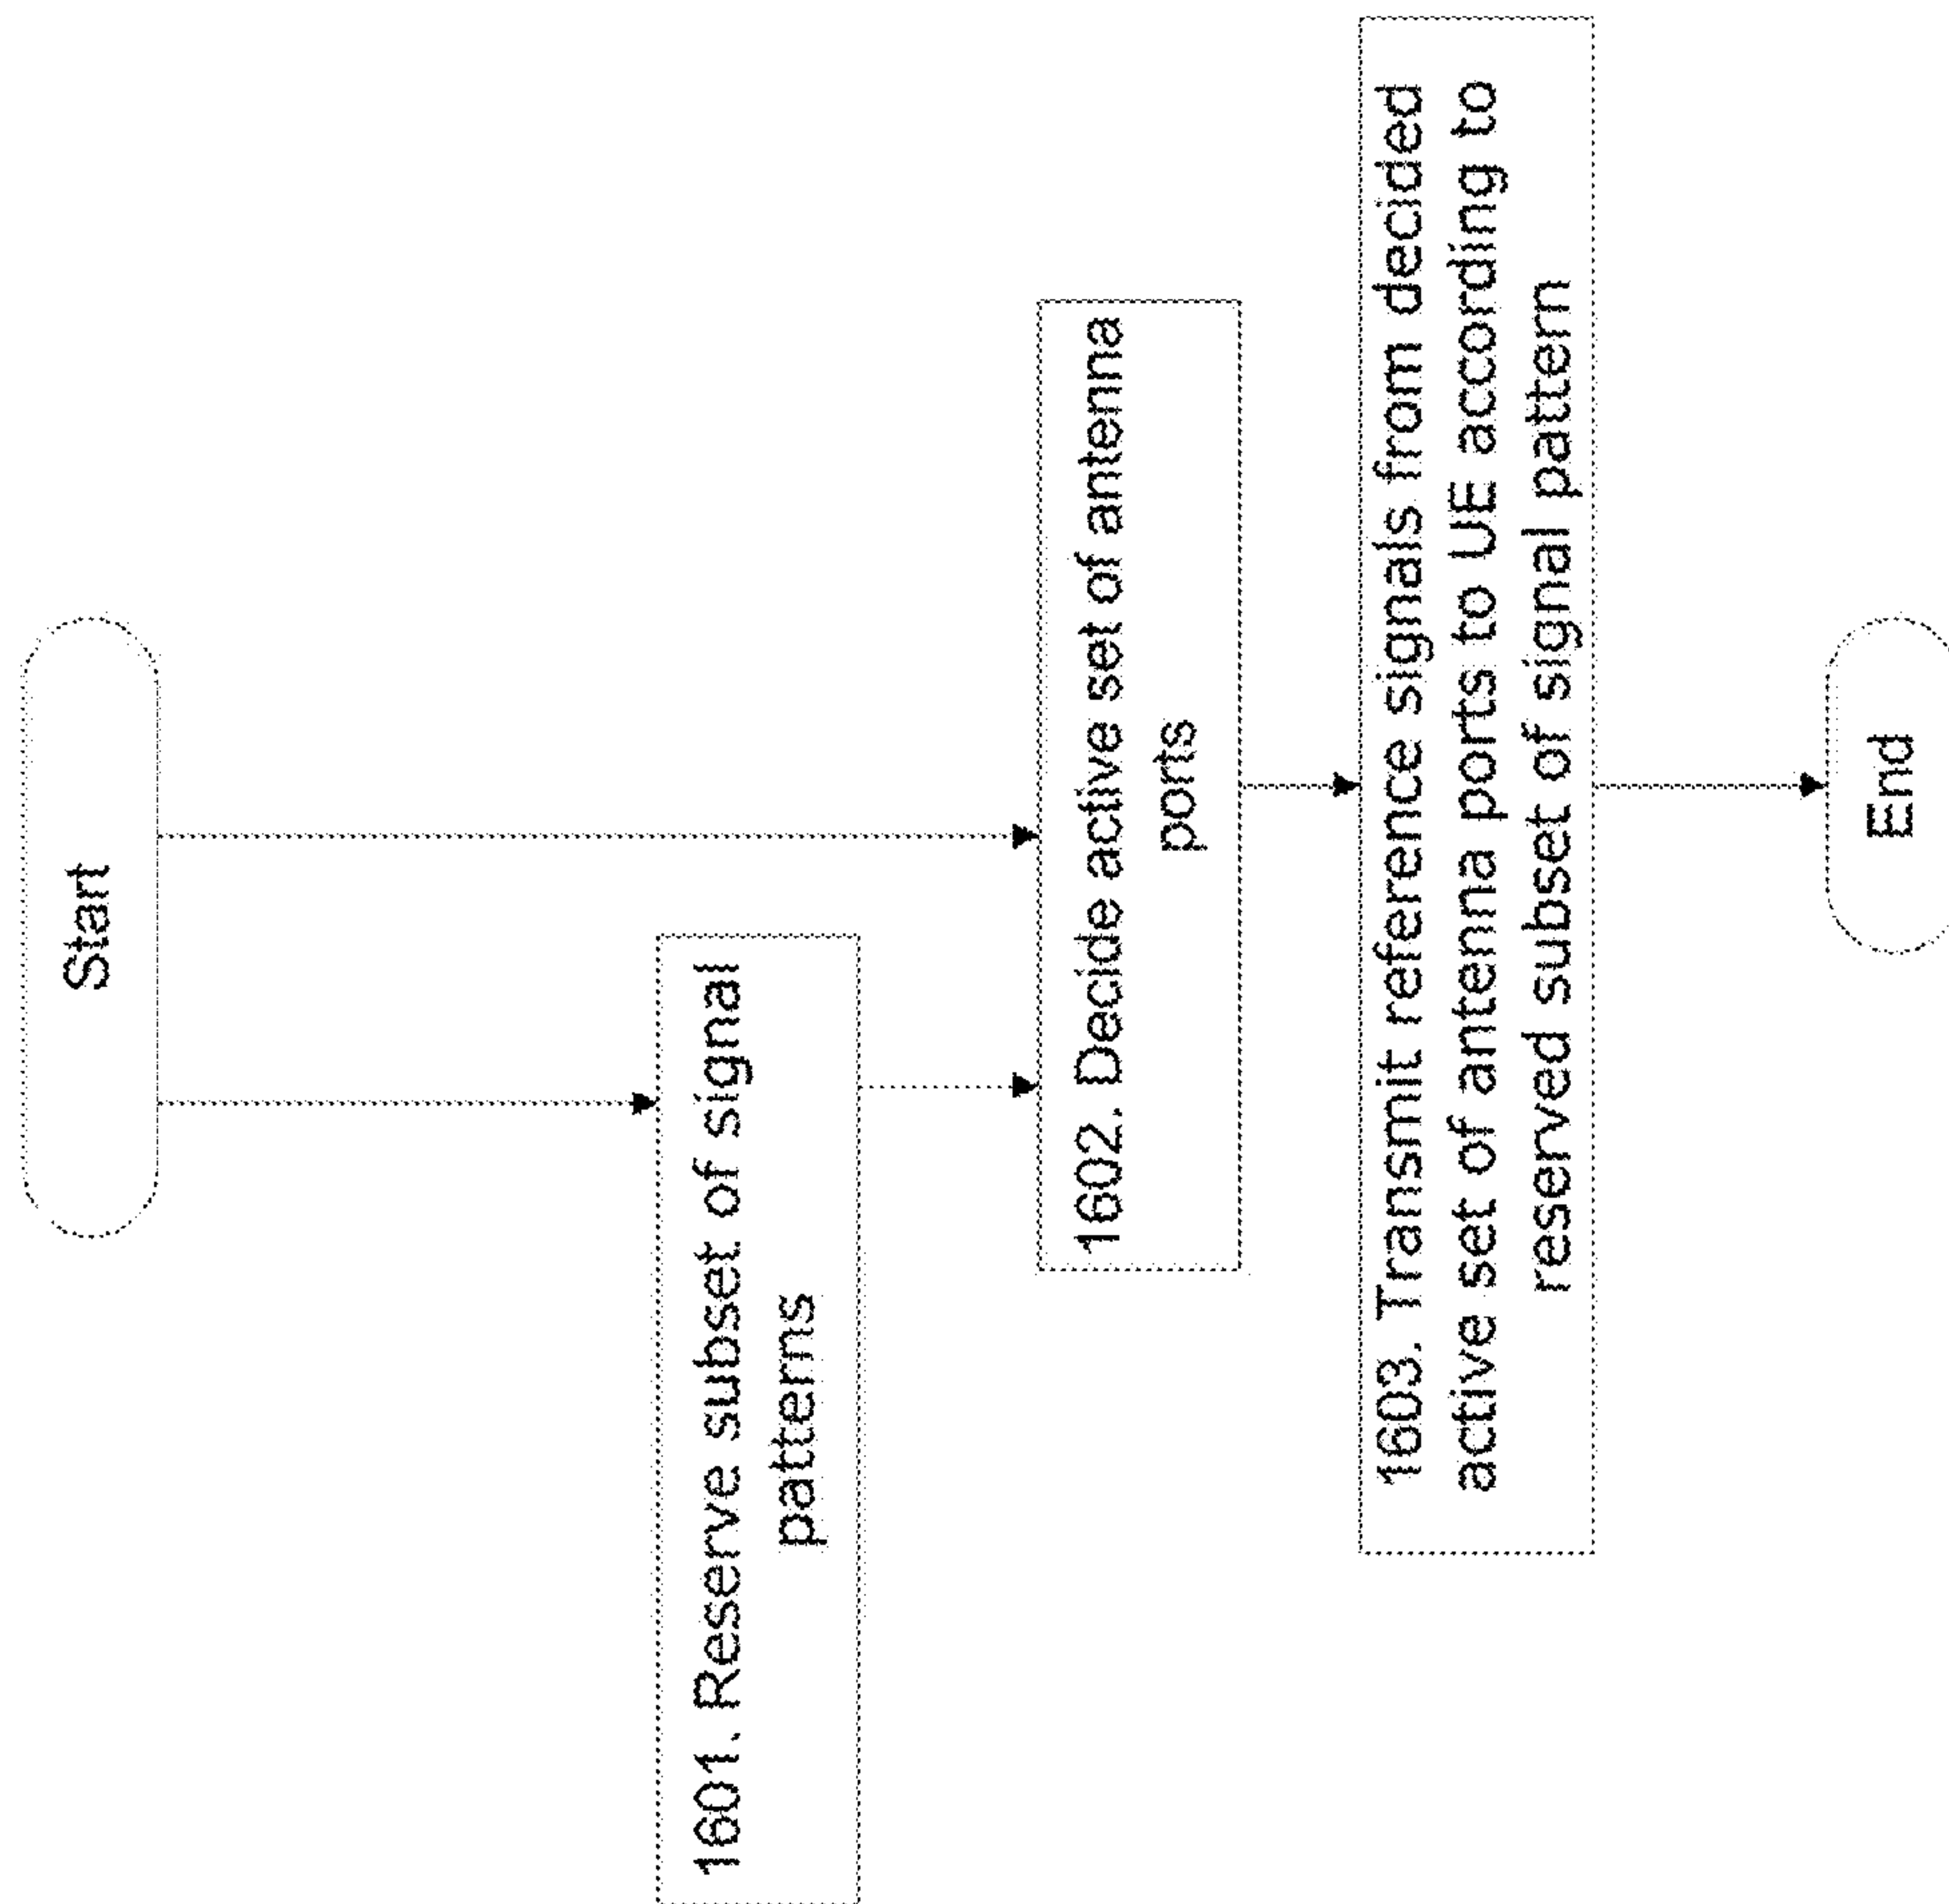 Start
1601. Reserve subset of signal
patterns
1602. Decide active set of antenna
ports
1603. Transmit reference signals from decided
active set of antenna ports to UE according to
reserved subset of signal pattern
End